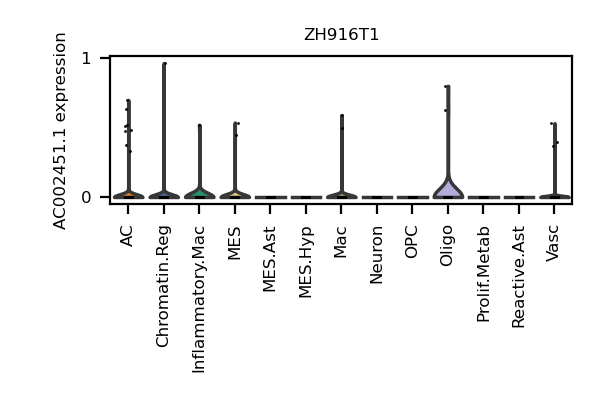 ZH916T1
AC002451.1 expression
1
0
AC
Chromatin.Reg
Inflammatory.Mac
MES
MES.Ast
MES.Hyp
Mac
Neuron
OPC
Oligo
Prolif.Metab
Reactive.Ast
Vasc